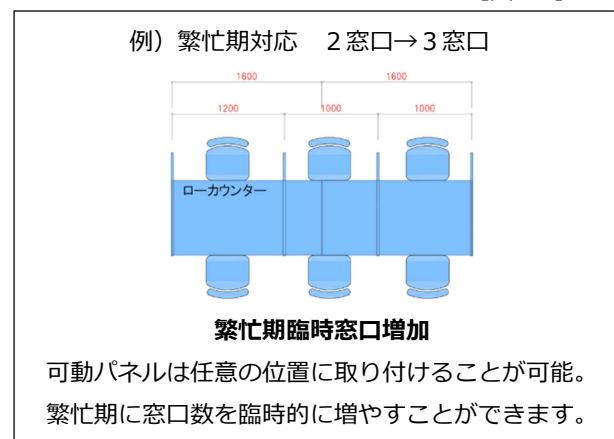 例）繁忙期対応　２窓口→３窓口
1600 1600
1200 1000 1000
ローカウンター
繁忙期臨時窓口増加
可動パネルは任意の位置に取り付けることが可能。
繁忙期に窓口数を臨時的に増やすことができます。